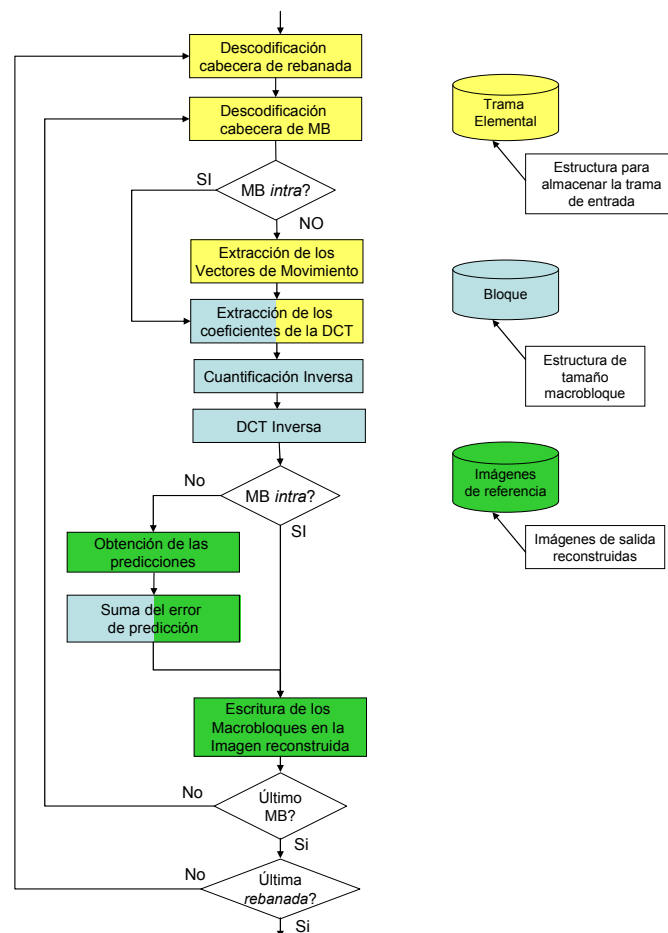 Descodificación
cabecera de rebanada
Descodificación
cabecera de MB
Trama
Elemental
Estructura para
almacenar la trama
de entrada
SI
MB intra?
NO
Extracción de los
Vectores de Movimiento
Extracción de los
coeficientes de la DCT
Bloque
Cuantificación Inversa
Estructura de
tamaño
macrobloque
DCT Inversa
No
MB intra?
SI
Imágenes
de referencia
Obtención de las
predicciones
Imágenes de salida
reconstruidas
Suma del error
de predicción
Escritura de los
Macrobloques en la
Imagen reconstruida
No
Último
MB?
Si
No
Última
rebanada?
Si